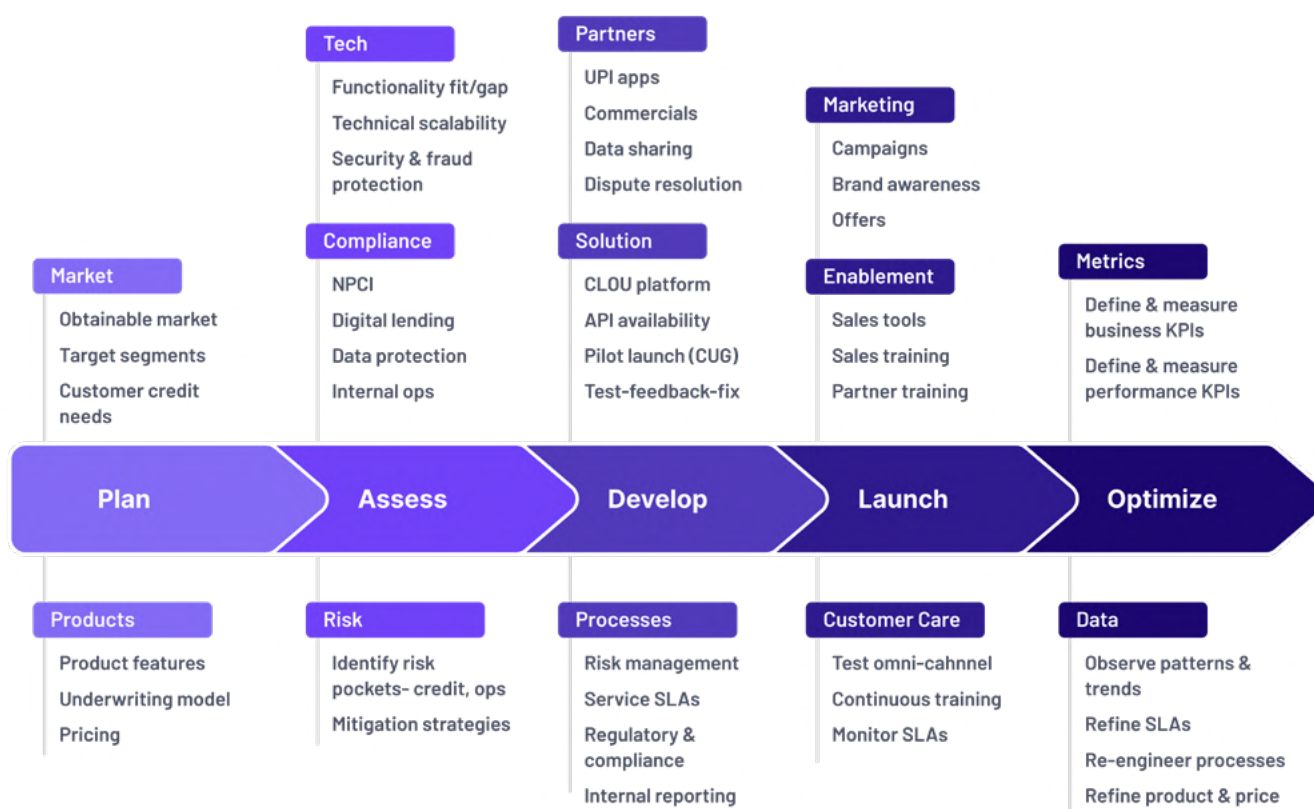 Tech
Functionality fit/gap
Technical scalability
Security & fraud
protection
Partners
UPI apps
Commercials
Data sharing
Dispute resolution
Marketing
Campaigns
Brand awareness
Offers
Market
Obtainable market
Target segments
Customer credit
needs
Compliance
NPCI
Digital lending
Data protection
Internal ops
Solution
CLOU platform
API availability
Pilot launch (CUG)
Test-feedback-fix
Enablement
Sales tools
Sales training
Partner training
Metrics
Define & measure
business KPIs
Define & measure
performance KPIs
Plan
Assess
Develop
Launch
Optimize
Products
Product features
Underwriting model
Pricing
Risk
Identify risk
pockets- credit, ops
Mitigation strategies
Processes
Risk management
Service SLAs
Regulatory &
compliance
Internal reporting
Customer Care
Test omni-cahnnel
Continuous training
Monitor SLAs
Data
Observe patterns &
trends
Refine SLAs
Re-engineer processes
Refine product & price